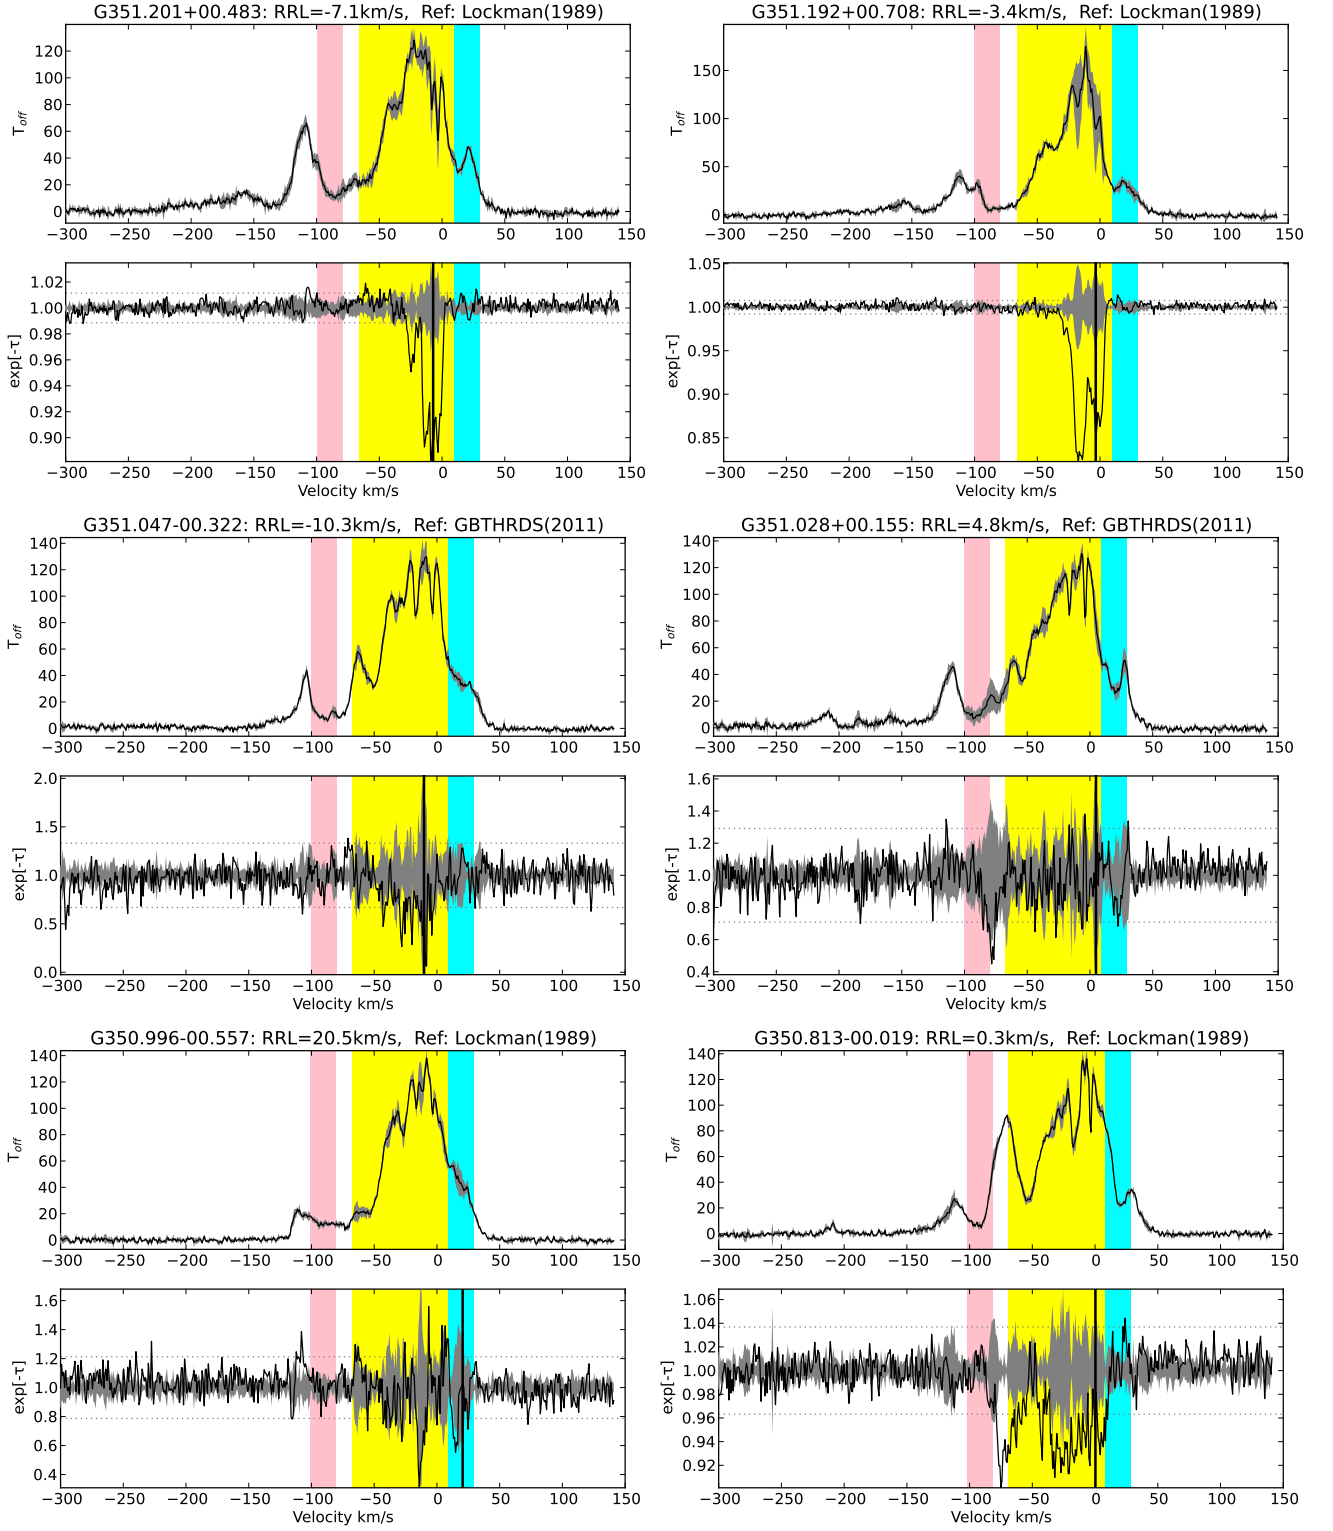 G351.201+00.483: RRL=-7.1km/s, Ref: Lockman(1989)
T_off
120
100
80
60
40
20
0
−300 −250 −200 −150 −100 −50 0 50 100 150
exp[-τ]
1.02
1.00
0.98
0.96
0.94
0.92
0.90
−300 −250 −200 −150 −100 −50 0 50 100 150
Velocity km/s
G351.192+00.708: RRL=-3.4km/s, Ref: Lockman(1989)
T_off
150
100
50
0
−300 −250 −200 −150 −100 −50 0 50 100 150
exp[-τ]
1.05
1.00
0.95
0.90
0.85
−300 −250 −200 −150 −100 −50 0 50 100 150
Velocity km/s
G351.047-00.322: RRL=-10.3km/s, Ref: GBTHRDS(2011)
T_off
140
120
100
80
60
40
20
0
−300 −250 −200 −150 −100 −50 0 50 100 150
exp[-τ]
2.0
1.5
1.0
0.5
0.0
−300 −250 −200 −150 −100 −50 0 50 100 150
Velocity km/s
G351.028+00.155: RRL=4.8km/s, Ref: GBTHRDS(2011)
T_off
140
120
100
80
60
40
20
0
−300 −250 −200 −150 −100 −50 0 50 100 150
exp[-τ]
1.6
1.4
1.2
1.0
0.8
0.6
0.4
−300 −250 −200 −150 −100 −50 0 50 100 150
Velocity km/s
G350.996-00.557: RRL=20.5km/s, Ref: Lockman(1989)
T_off
140
120
100
80
60
40
20
0
−300 −250 −200 −150 −100 −50 0 50 100 150
exp[-τ]
1.6
1.4
1.2
1.0
0.8
0.6
0.4
−300 −250 −200 −150 −100 −50 0 50 100 150
Velocity km/s
G350.813-00.019: RRL=0.3km/s, Ref: Lockman(1989)
T_off
140
120
100
80
60
40
20
0
−300 −250 −200 −150 −100 −50 0 50 100 150
exp[-τ]
1.06
1.04
1.02
1.00
0.98
0.96
0.94
0.92
−300 −250 −200 −150 −100 −50 0 50 100 150
Velocity km/s